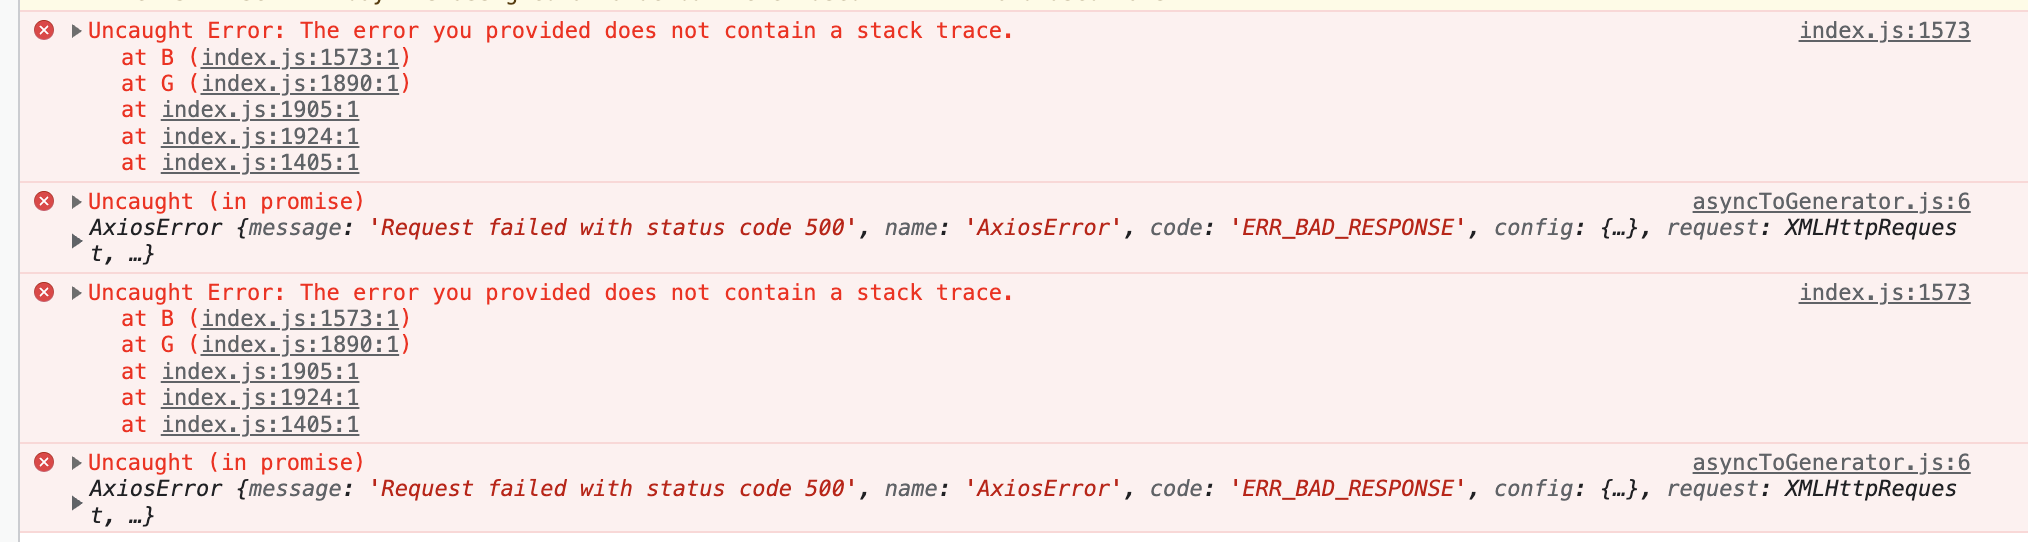 Uncaught Error: The error you provided does not contain a stack trace. index.js:1573
at B (index.js:1573:1)
at G (index.js:1890:1)
at index.js:1905:1
at index.js:1924:1
at index.js:1405:1
Uncaught (in promise) asyncToGenerator.js:6
AxiosError {message: 'Request failed with status code 500', name: 'AxiosError', code: 'ERR_BAD_RESPONSE', config: {…}, request: XMLHttpReques
t, …}
Uncaught Error: The error you provided does not contain a stack trace. index.js:1573
at B (index.js:1573:1)
at G (index.js:1890:1)
at index.js:1905:1
at index.js:1924:1
at index.js:1405:1
Uncaught (in promise) asyncToGenerator.js:6
AxiosError {message: 'Request failed with status code 500', name: 'AxiosError', code: 'ERR_BAD_RESPONSE', config: {…}, request: XMLHttpReques
t, …}